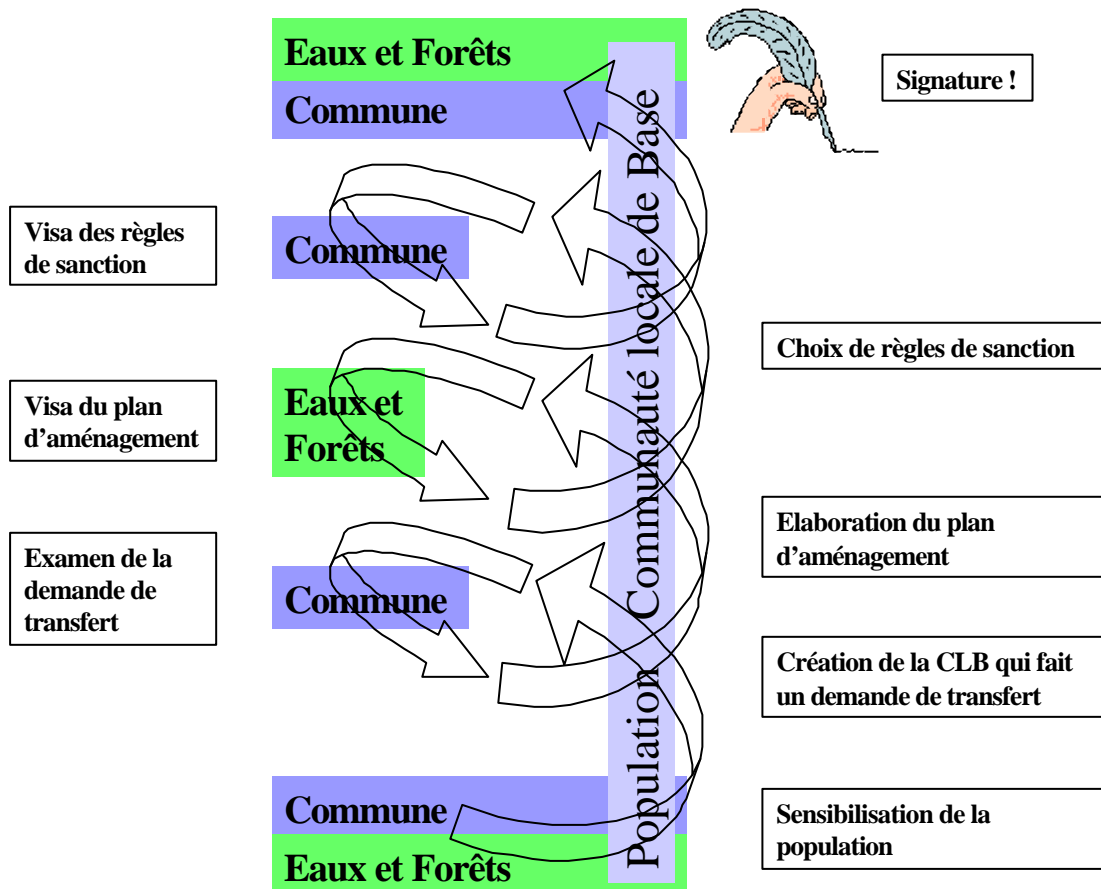 Eaux et Forêts
Commune
Signature !
Visa des règles
de sanction
Commune
Choix de règles de sanction
Visa du plan
d’aménagement
Eaux et
Forêts
Elaboration du plan
d’aménagement
Examen de la
demande de
transfert
Commune
Création de la CLB qui fait
un demande de transfert
Commune
Eaux et Forêts
Sensibilisation de la
population
Population Communauté locale de Base